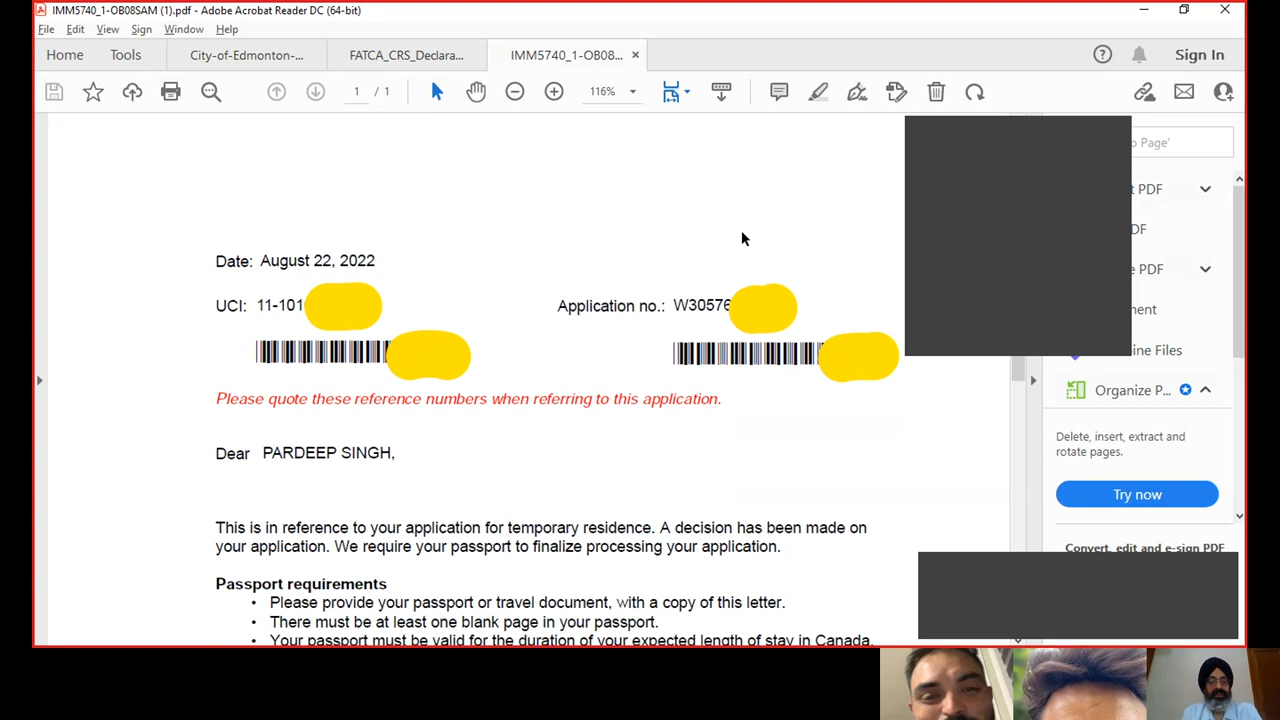 IMM5740_1-OB08SAM (1).pdf - Adobe Acrobat Reader DC (64-bit)
File Edit View Sign Window Help
Home Tools City-of-Edmonton-... FATCA_CRS_Declara... IMM5740_1-OB08... Sign In
1 / 1 116%
o Page'
t PDF
DF
e PDF
ment
ine Files
Organize P...
Delete, insert, extract and
rotate pages.
Try now
Convert, edit and e-sign PDF
Date: August 22, 2022
UCI: 11-101 Application no.: W30576
Please quote these reference numbers when referring to this application.
Dear PARDEEP SINGH,
This is in reference to your application for temporary residence. A decision has been made on
your application. We require your passport to finalize processing your application.
Passport requirements
• Please provide your passport or travel document, with a copy of this letter.
• There must be at least one blank page in your passport.
• Your passport must be valid for the duration of your expected length of stay in Canada.